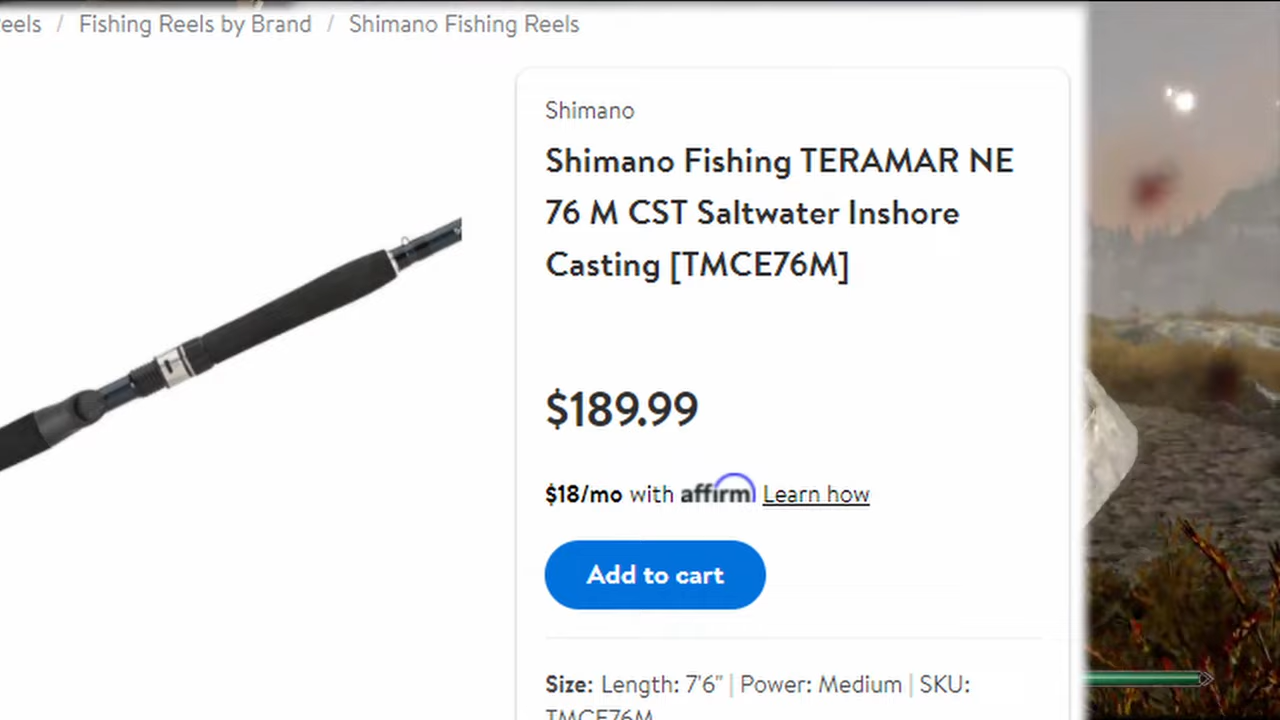 eels / Fishing Reels by Brand / Shimano Fishing Reels
Shimano
Shimano Fishing TERAMAR NE
76 M CST Saltwater Inshore
Casting [TMCE76M]
$189.99
$18/mo with affirm Learn how
Add to cart
Size: Length: 7'6" | Power: Medium | SKU:
TMCE76M